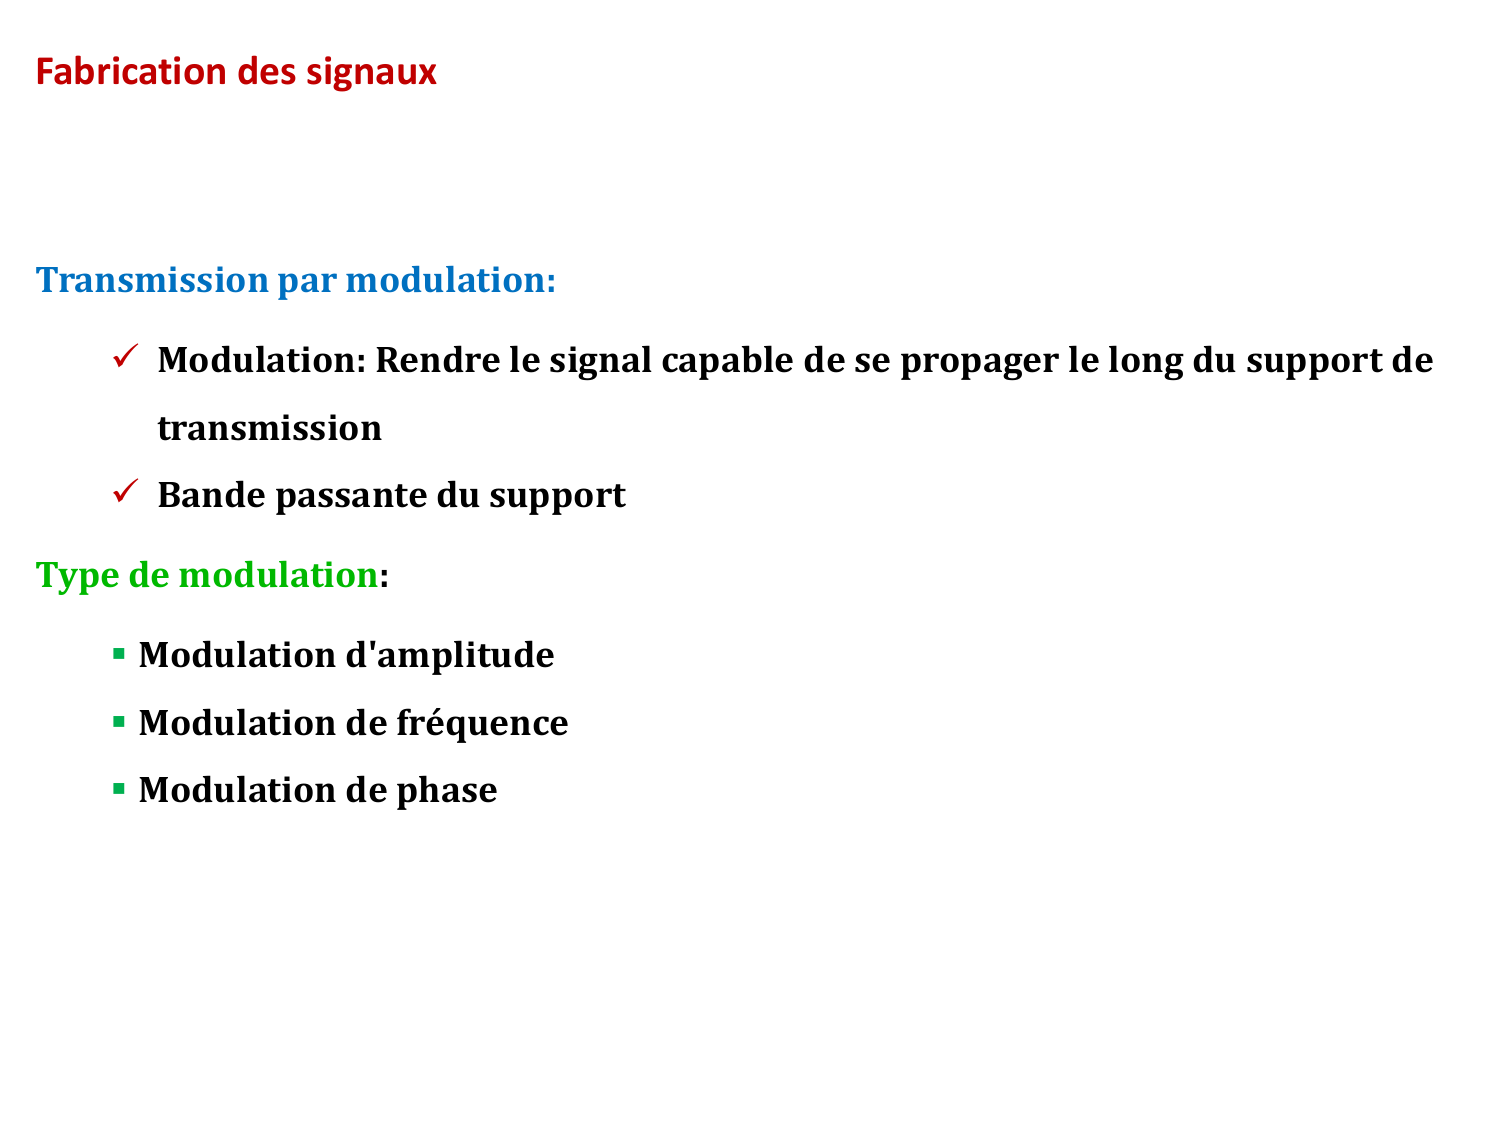 Fabrication des signaux
Transmission par modulation:
✓ Modulation: Rendre le signal capable de se propager le long du support de
transmission
✓ Bande passante du support
Type de modulation:
▪ Modulation d'amplitude
▪ Modulation de fréquence
▪ Modulation de phase